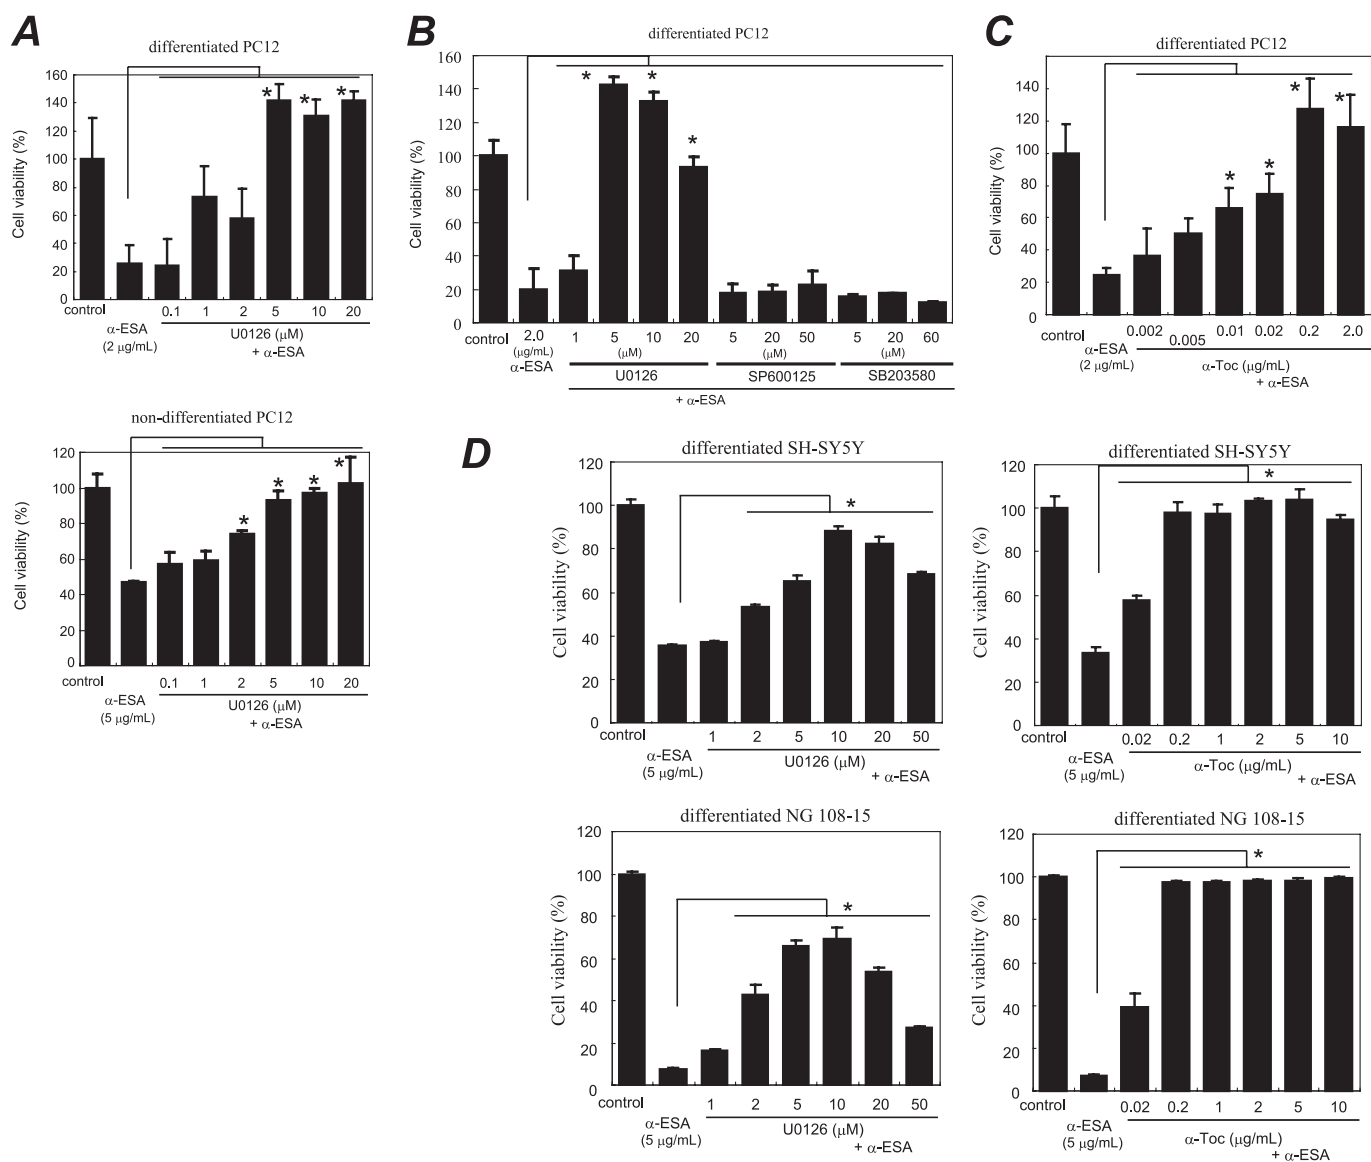 A
differentiated PC12
Cell viability (%)
160
140
120
100
80
60
40
20
0
* * *
control
α-ESA
(2 μg/mL)
0.1 1 2 5 10 20
U0126 (μM)
+ α-ESA
non-differentiated PC12
Cell viability (%)
120
100
80
60
40
20
0
* * * *
control
α-ESA
(5 μg/mL)
0.1 1 2 5 10 20
U0126 (μM)
+ α-ESA
B
differentiated PC12
Cell viability (%)
160
140
120
100
80
60
40
20
0
* * *
control 2.0 1 5 10 20 5 20 50 5 20 60
(μg/mL) (μM) (μM) (μM)
α-ESA U0126 SP600125 SB203580
+ α-ESA
C
differentiated PC12
Cell viability (%)
140
120
100
80
60
40
20
0
* * * *
control
α-ESA
(2 μg/mL)
0.002 0.005 0.01 0.02 0.2 2.0
α-Toc (μg/mL)
+ α-ESA
D
differentiated SH-SY5Y
Cell viability (%)
120
100
80
60
40
20
0
*
control
α-ESA
(5 μg/mL)
1 2 5 10 20 50
U0126 (μM)
+ α-ESA
differentiated SH-SY5Y
Cell viability (%)
120
100
80
60
40
20
0
*
control
α-ESA
(5 μg/mL)
0.02 0.2 1 2 5 10
α-Toc (μg/mL)
+ α-ESA
differentiated NG 108-15
Cell viability (%)
120
100
80
60
40
20
0
*
control
α-ESA
(5 μg/mL)
1 2 5 10 20 50
U0126 (μM)
+ α-ESA
differentiated NG 108-15
Cell viability (%)
120
100
80
60
40
20
0
*
control
α-ESA
(5 μg/mL)
0.02 0.2 1 2 5 10
α-Toc (μg/mL)
+ α-ESA